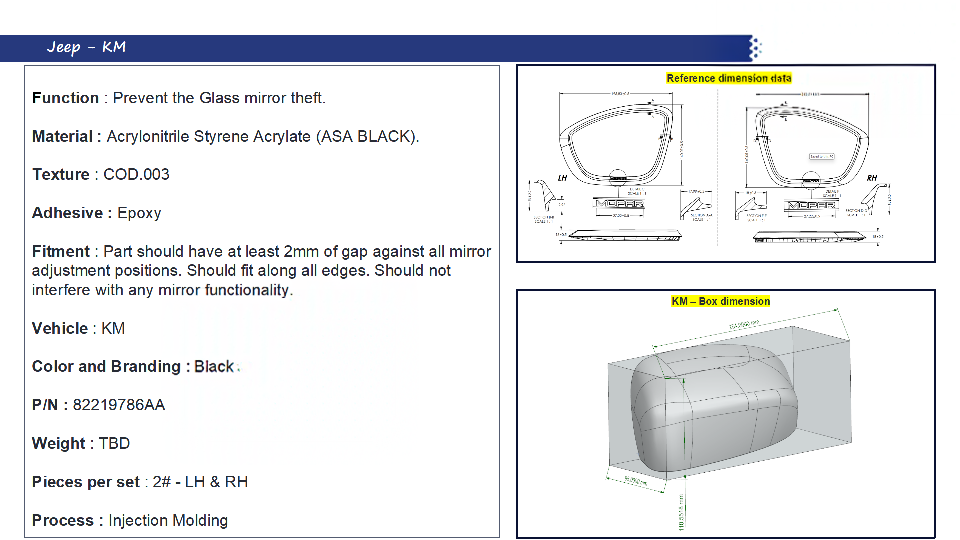 Jeep - KM
Function : Prevent the Glass mirror theft.
Material : Acrylonitrile Styrene Acrylate (ASA BLACK).
Texture : COD.003
Adhesive : Epoxy
Fitment : Part should have at least 2mm of gap against all mirror
adjustment positions. Should fit along all edges. Should not
interfere with any mirror functionality.
Vehicle : KM
Color and Branding : Black .
P/N : 82219786AA
Weight : TBD
Pieces per set : 2# - LH & RH
Process : Injection Molding
Reference dimension data
LH
RH
MOPAR
MOPAR
KM – Box dimension